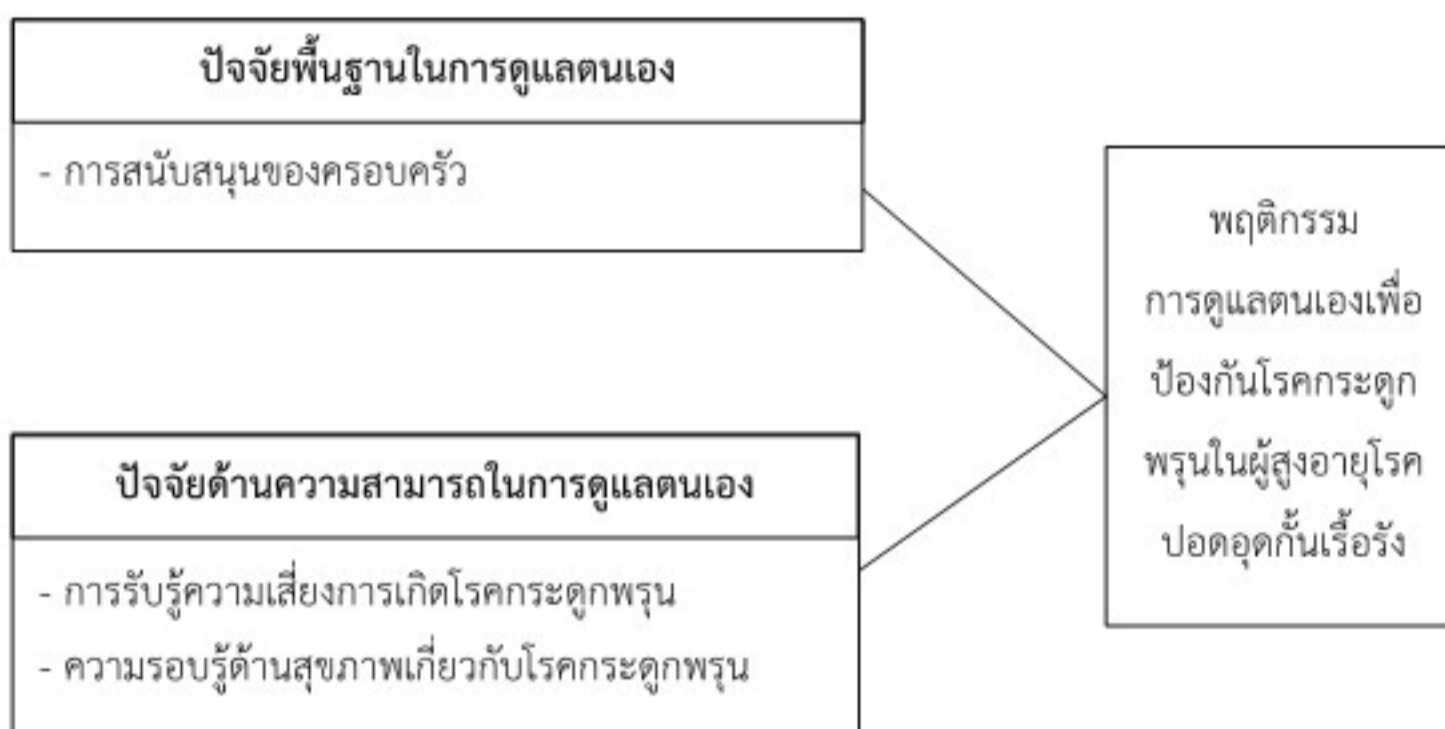 ปัจจัยพื้นฐานในการดูแลตนเอง
- การสนับสนุนของครอบครัว
ปัจจัยด้านความสามารถในการดูแลตนเอง
- การรับรู้ความเสี่ยงการเกิดโรคกระดูกพรุน
- ความรอบรู้ด้านสุขภาพเกี่ยวกับโรคกระดูกพรุน
พฤติกรรม
การดูแลตนเองเพื่อ
ป้องกันโรคกระดูก
พรุนในผู้สูงอายุโรค
ปอดอุดกั้นเรื้อรัง